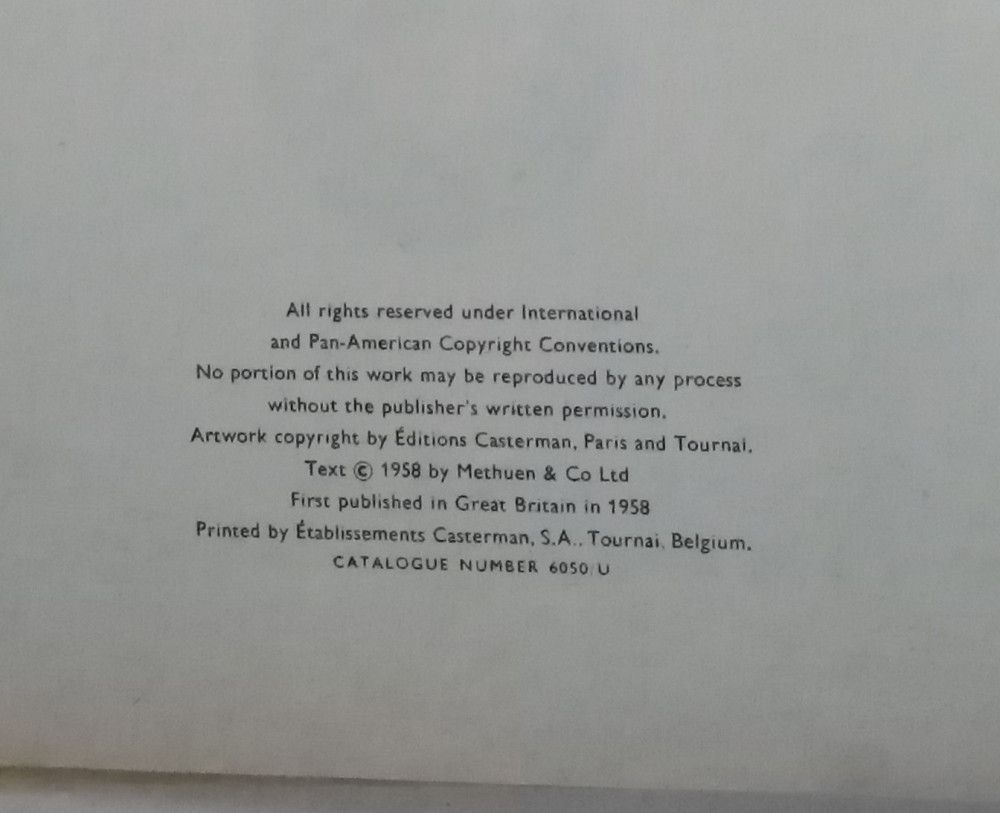 All rights reserved under International
and Pan-American Copyright Conventions.
No portion of this work may be reproduced by any process
without the publisher's written permission.
Artwork copyright by Éditions Casterman, Paris and Tournai.
Text © 1958 by Methuen & Co Ltd
First published in Great Britain in 1958
Printed by Établissements Casterman, S.A., Tournai, Belgium.
CATALOGUE NUMBER 6050/U